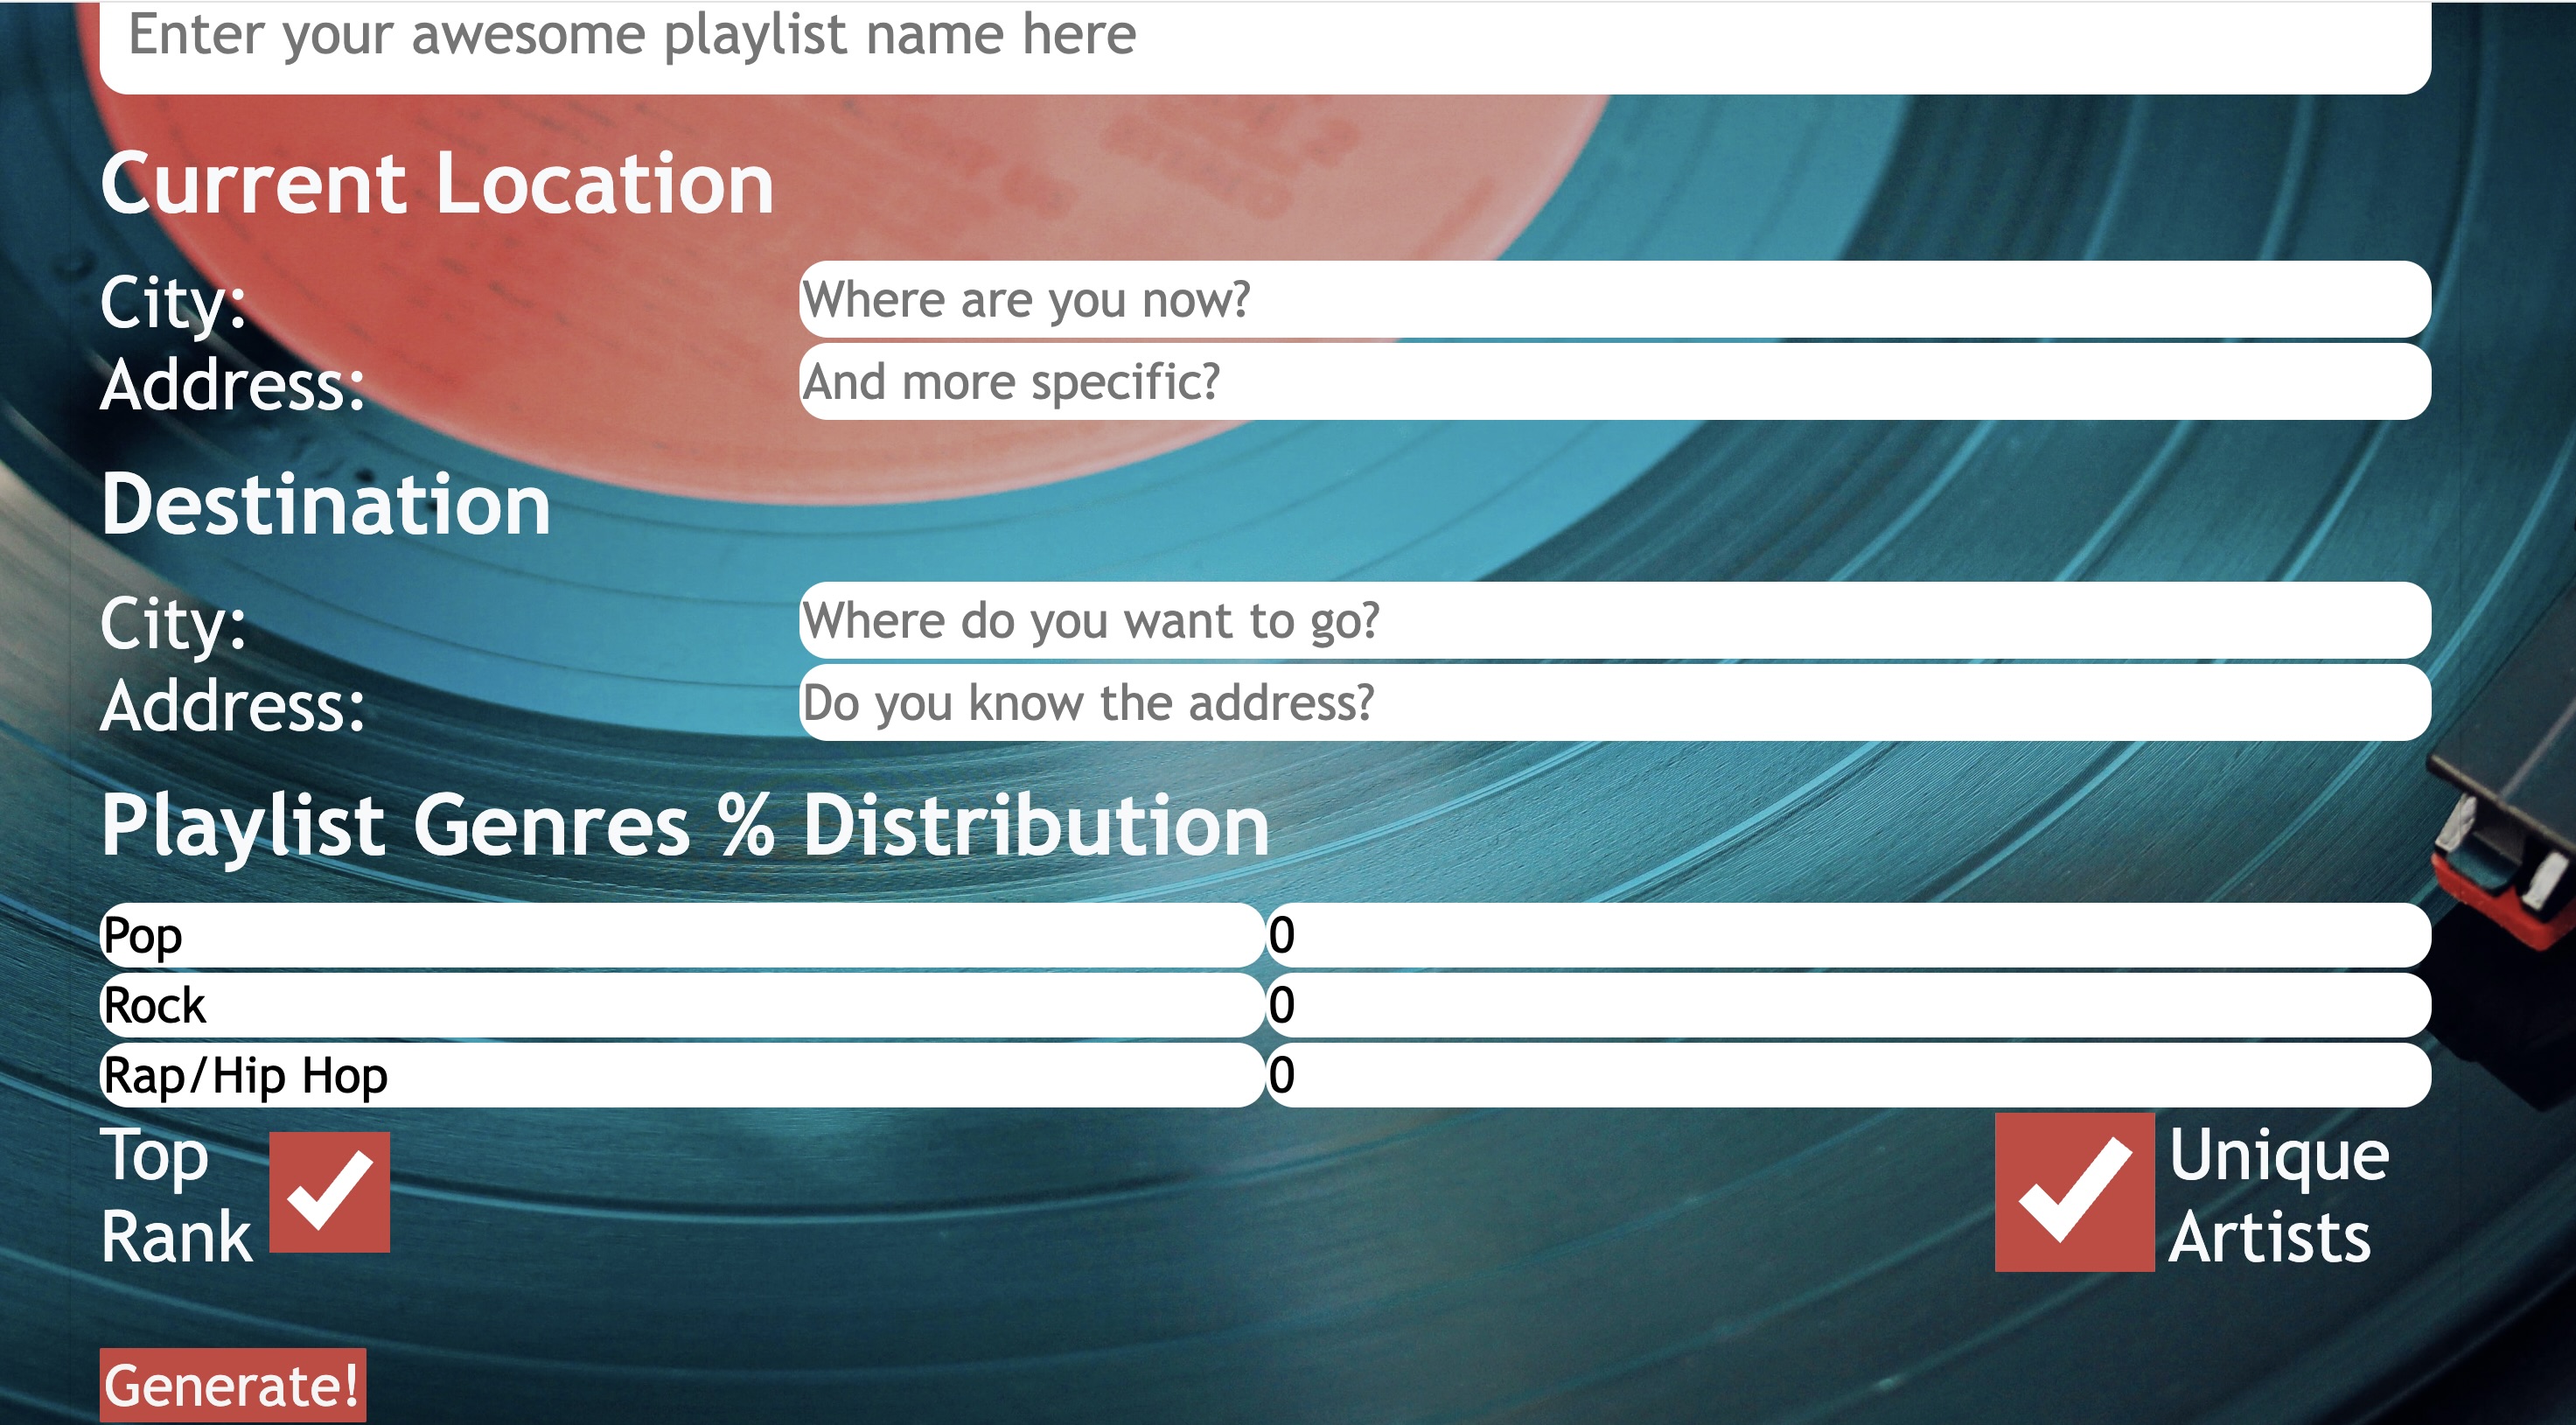 Enter your awesome playlist name here
Current Location
City:
Where are you now?
Address:
And more specific?
Destination
City:
Where do you want to go?
Address:
Do you know the address?
Playlist Genres % Distribution
Pop
0
Rock
0
Rap/Hip Hop
0
Top
Rank
Unique
Artists
Generate!